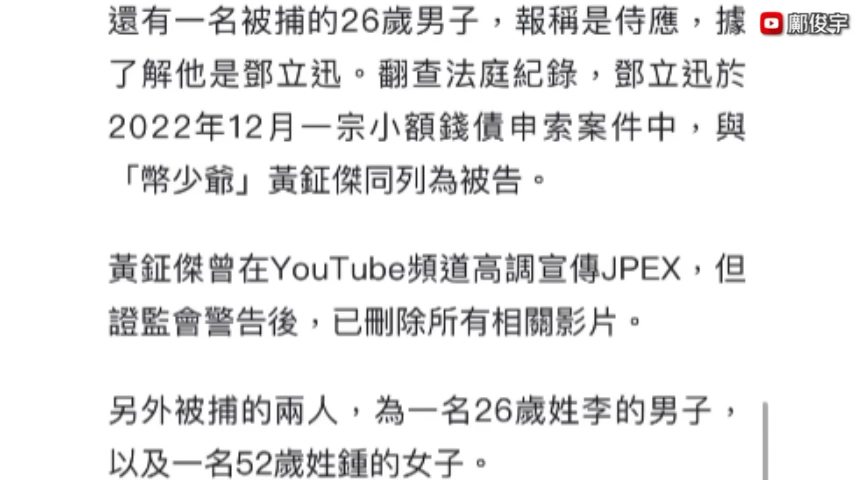 還有一名被捕的26歲男子，報稱是侍應，據
鄺俊宇
了解他是鄧立迅。翻查法庭紀錄，鄧立迅於
2022年12月一宗小額錢債申索案件中，與
「幣少爺」黃鉦傑同列為被告。
黃鉦傑曾在YouTube頻道高調宣傳JPEX，但
證監會警告後，已刪除所有相關影片。
另外被捕的兩人，為一名26歲姓李的男子，
以及一名52歲姓鍾的女子。